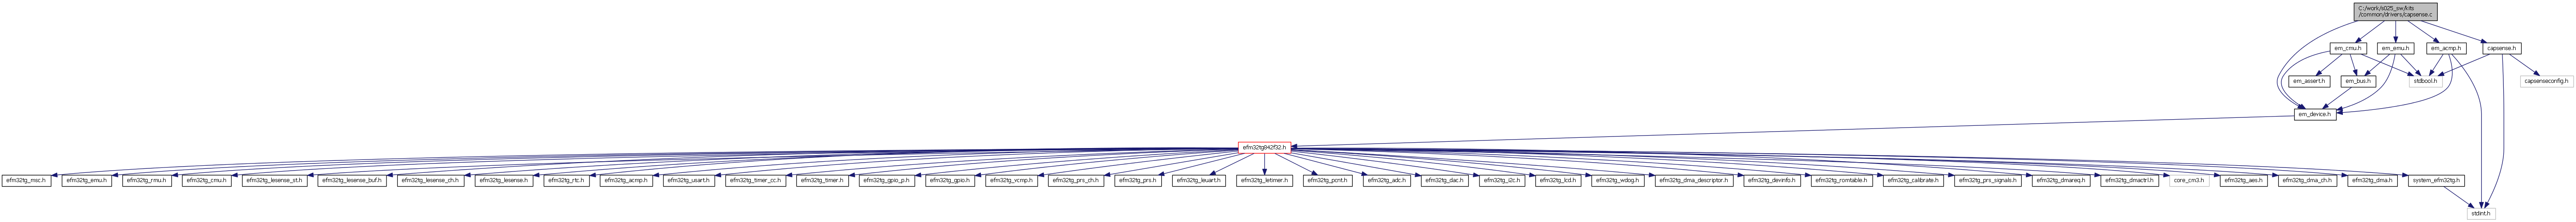 C:/work/s025_sw/kits
/common/drivers/capsense.c
em_cmu.h
em_emu.h
em_acmp.h
capsense.h
em_assert.h
em_bus.h
stdbool.h
capsenseconfig.h
em_device.h
efm32tg842f32.h
efm32tg_msc.h
efm32tg_emu.h
efm32tg_rmu.h
efm32tg_cmu.h
efm32tg_lesense_st.h
efm32tg_lesense_buf.h
efm32tg_lesense_ch.h
efm32tg_lesense.h
efm32tg_rtc.h
efm32tg_acmp.h
efm32tg_usart.h
efm32tg_timer_cc.h
efm32tg_timer.h
efm32tg_gpio_p.h
efm32tg_gpio.h
efm32tg_vcmp.h
efm32tg_prs_ch.h
efm32tg_prs.h
efm32tg_leuart.h
efm32tg_letimer.h
efm32tg_pcnt.h
efm32tg_adc.h
efm32tg_dac.h
efm32tg_i2c.h
efm32tg_lcd.h
efm32tg_wdog.h
efm32tg_dma_descriptor.h
efm32tg_devinfo.h
efm32tg_romtable.h
efm32tg_calibrate.h
efm32tg_prs_signals.h
efm32tg_dmareq.h
efm32tg_dmactrl.h
core_cm3.h
efm32tg_aes.h
efm32tg_dma_ch.h
efm32tg_dma.h
system_efm32tg.h
stdint.h